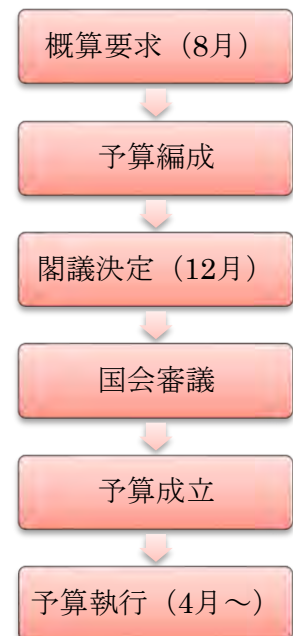 概算要求（8月）
予算編成
閣議決定（12月）
国会審議
予算成立
予算執行（4月～）